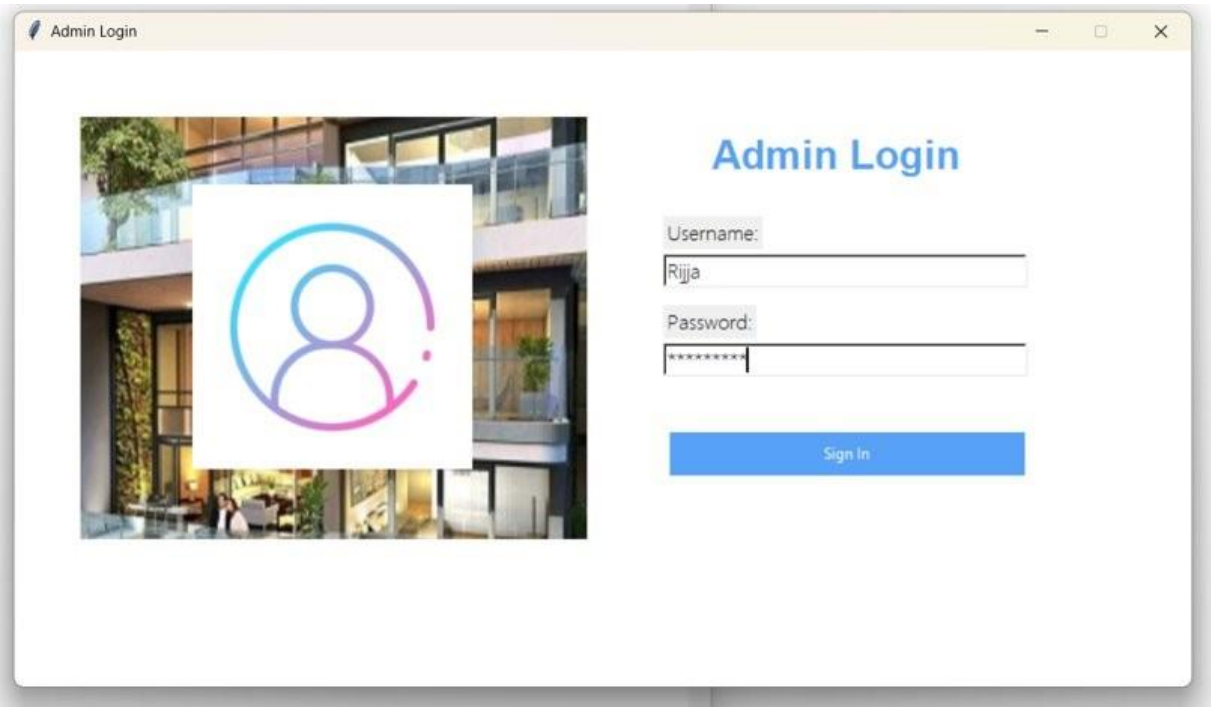 Admin Login
Admin Login
Username:
Rijja
Password:
*********
Sign In